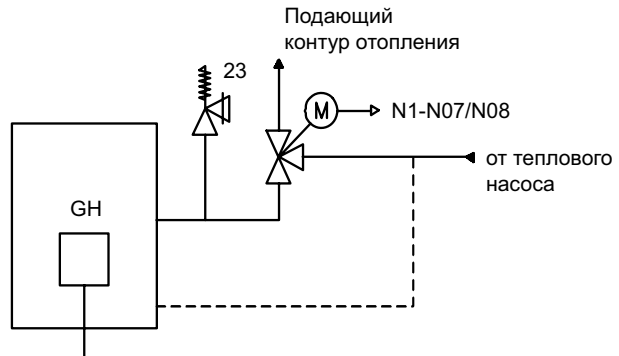 Подающий
контур отопления
23
M
N1-N07/N08
от теплового
насоса
GH